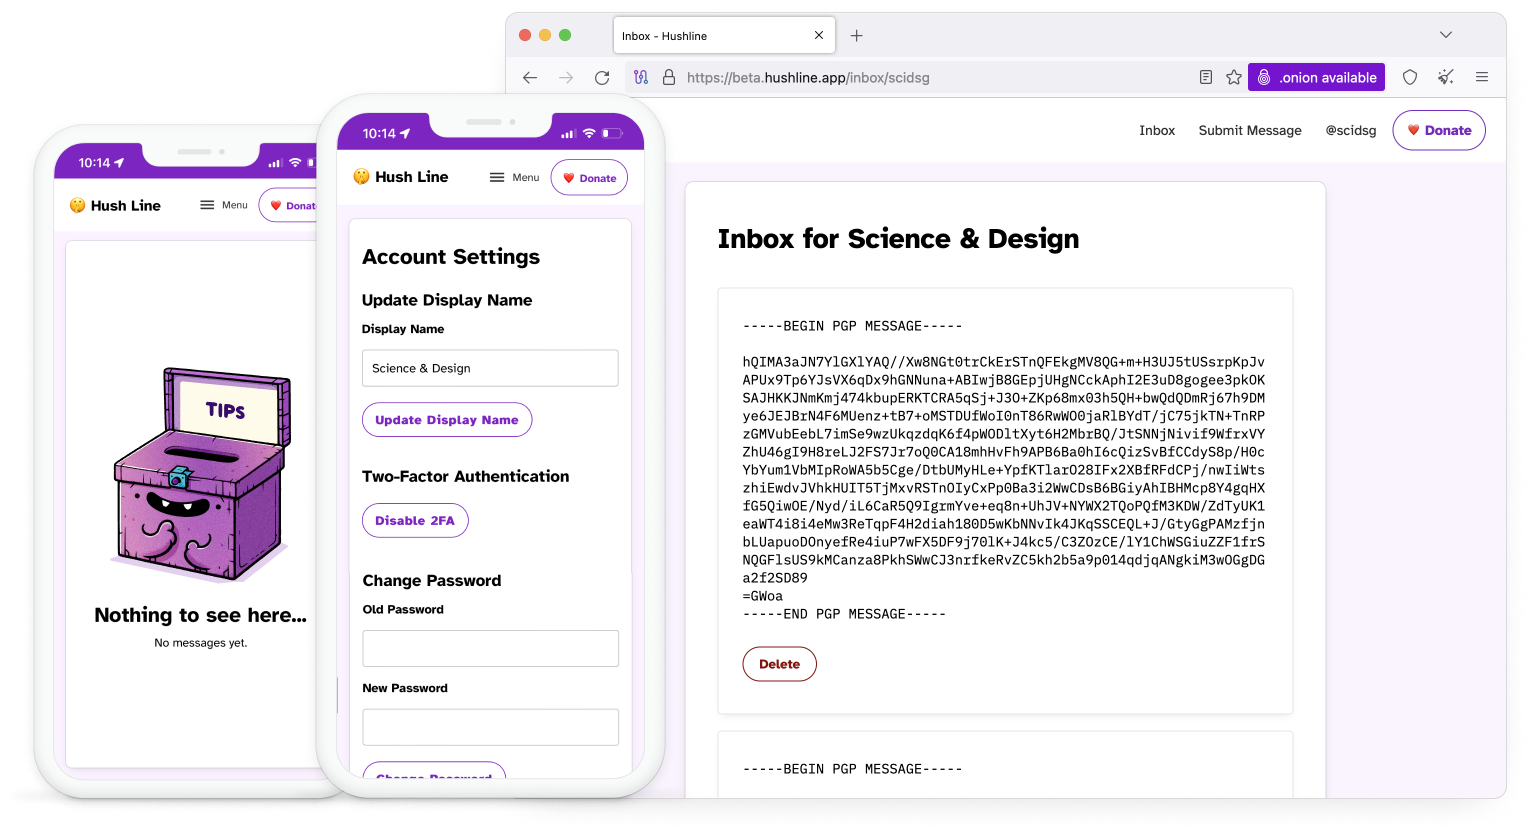 10:14
Hush Line
Menu
Donat
TIPS
Nothing to see here...
No messages yet.
10:14
Hush Line
Menu
Donate
Account Settings
Update Display Name
Display Name
Science & Design
Update Display Name
Two-Factor Authentication
Disable 2FA
Change Password
Old Password
New Password
Change Password
Inbox - Hushline
https://beta.hushline.app/inbox/scidsg
.onion available
Inbox
Submit Message
@scidsg
Donate
Inbox for Science & Design
-----BEGIN PGP MESSAGE-----
hQIMA3aJN7YlGXlYAQ//Xw8NGt0trCkErSTnQFEkgMV8QG+m+H3UJ5tUSsrpKpJv
APUx9Tp6YJsVX6qDx9hGNNuna+ABIwjB8GEpjUHgNCckAphI2E3uD8gogee3pkOK
SAJHKKJNmKmj474kbupERKTCRA5qSj+J3O+ZKp68mx03h5QH+bwQdQDmRj67h9DM
ye6JEJBrN4F6MUenz+tB7+oMSTDUfWoI0nT86RwWO0jaRlBYdT/jC75jkTN+TnRP
zGMVubEebL7imSe9wzUkqzdqK6f4pWODltXyt6H2MbrBQ/JtSNNjNivif9WfrxVY
ZhU46gI9H8reLJ2FS7Jr7oQ0CA18mhHvFh9APB6Ba0hI6cQizSvBfCCdyS8p/H0c
YbYum1VbMIpRoWA5b5Cge/DtbUMyHLe+YpfKTlarO28IFx2XBfRFdCPj/nwIiWts
zhiEwdvJVhkHUIT5TjMxvRSTnOIyCxPp0Ba3i2WwCDsB6BGiyAhIBHMcp8Y4gqHX
fG5QiwOE/Nyd/iL6CaR5Q9IgrmYve+eq8n+UhJV+NYWX2TQoPQfM3KDW/ZdTyUK1
eaWT4i8i4eMw3ReTqpF4H2diah180D5wKbNNvIk4JKqSSCEQL+J/GtyGgPAMzfjn
bLUapuoDOnyefRe4iuP7wFX5DF9j70lK+J4kc5/C3ZOzCE/lY1ChWSGiuZZF1frS
NQGFlsUS9kMCanza8PkhSWwCJ3nrfkeRvZC5kh2b5a9p014qdjqANgkiM3wOGgDG
a2f2SD89
=GWoa
-----END PGP MESSAGE-----
Delete
-----BEGIN PGP MESSAGE-----